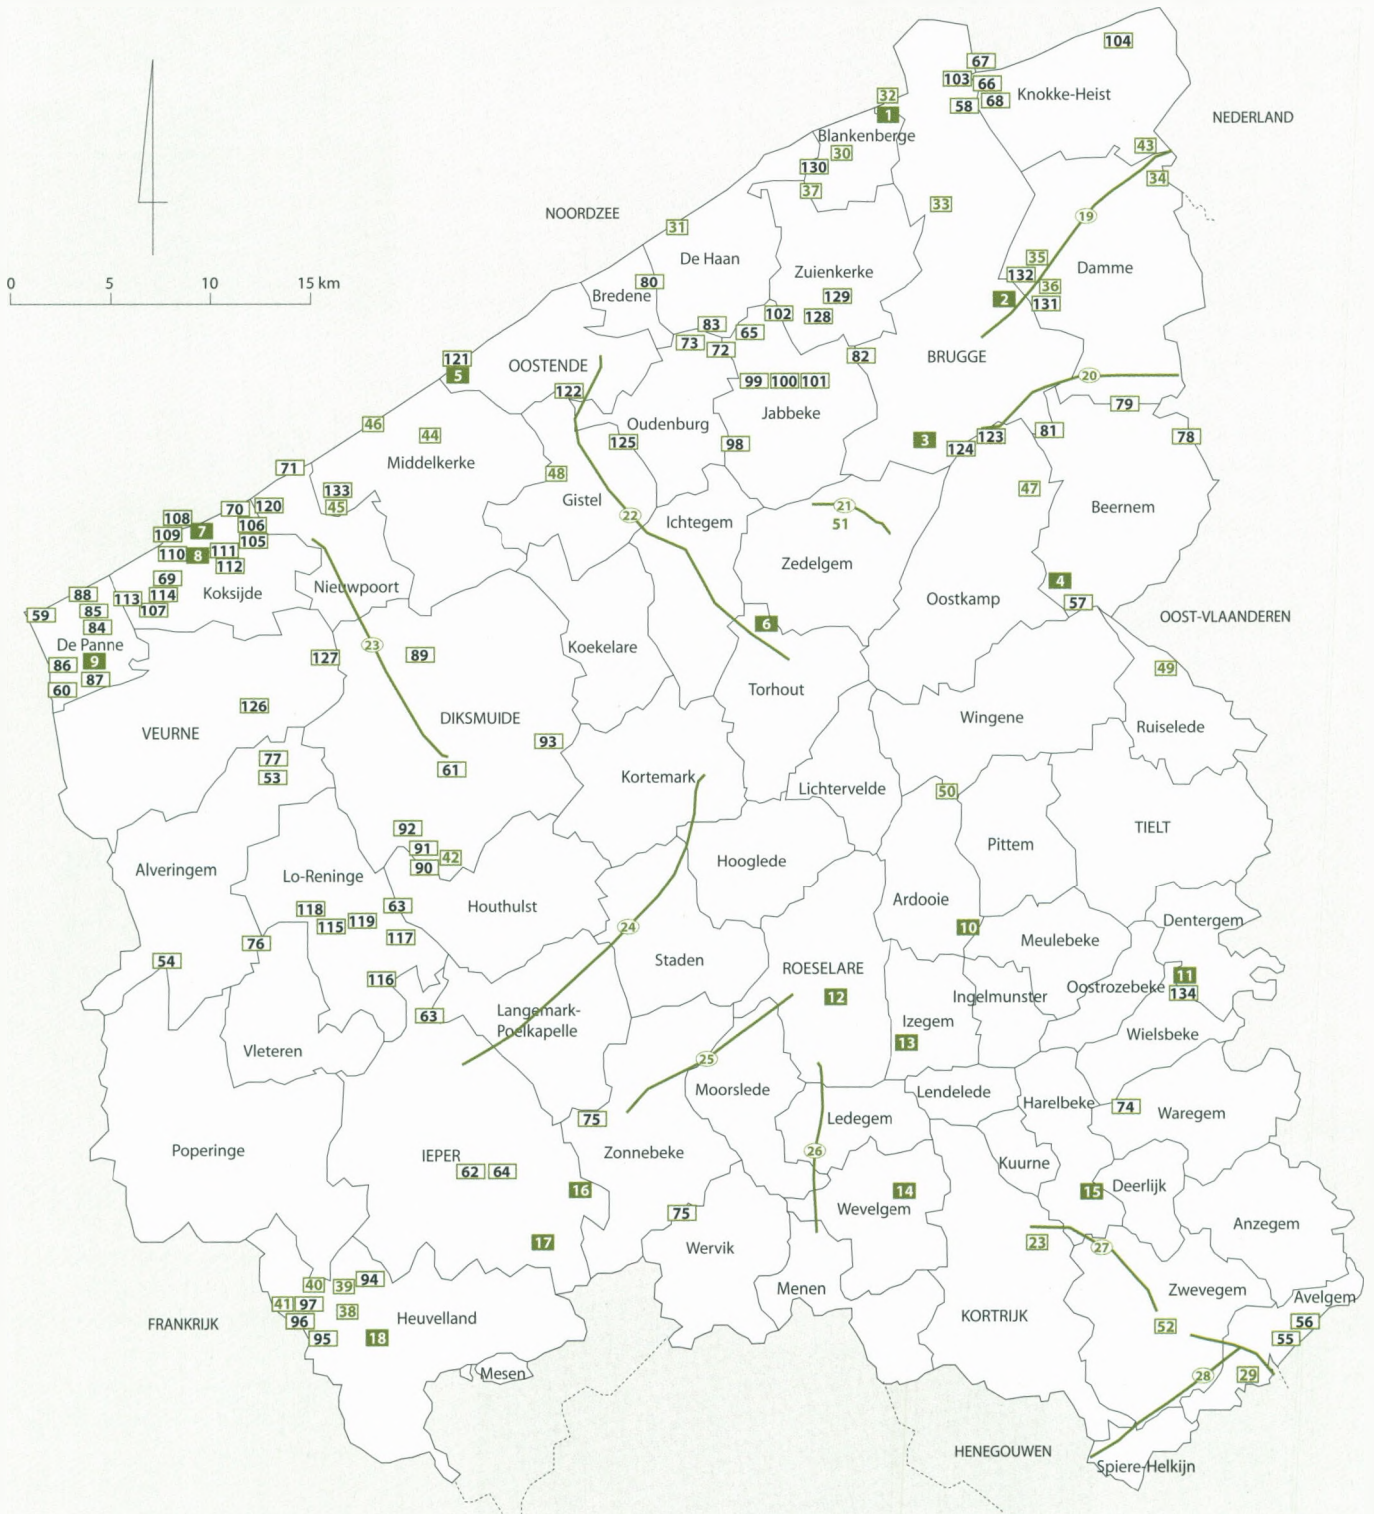 104
67
103
66
58
68
Knokke-Heist
32
1
NEDERLAND
Blankenberge
30
43
130
34
37
33
NOORDZEE
31
19
De Haan
35
Zuienkerke
132
Damme
80
36
0 5 10 15 km
Bredene
129
2
131
102
128
83
65
73
72
82
BRUGGE
121
5
OOSTENDE
20
99
100
101
122
79
Jabbeke
46
Oudenburg
44
125
98
3
123
81
78
124
Middelkerke
71
48
133
47
45
Gistel
70
120
Beernem
108
22
21
7
106
Ichtegem
51
109
105
110
8
111
112
Zedelgem
69
4
Nieuwpoort
88
113
114
Koksijde
Oostkamp
57
59
85
107
OOST-VLAANDEREN
84
6
De Panne
23
Koekelare
9
86
127
89
49
87
60
Torhout
126
DIKSMUIDE
Wingene
VEURNE
Ruiselede
93
77
61
53
Kortemark
Lichtervelde
50
92
TIELT
91
42
Pittem
90
Hooglede
Alveringem
Lo-Reninge
Ardooie
63
Houthulst
118
119
115
24
10
Dentergem
117
76
Meulebeke
54
Staden
ROESELARE
116
11
Oostrozebeke
134
12
Ingelmunster
63
Langemark-
Poelkapelle
Izegem
Wielsbeke
13
Vleteren
25
Moorslede
Lendelede
Harelbeke
74
Waregem
75
Ledegem
Poperinge
IEPER
Zonnebeke
26
Kuurne
62
64
16
14
15
Deerlijk
75
Wevelgem
Anzegem
17
Wervik
23
27
94
40
39
Menen
Zwevegem
41
97
Avelgem
38
FRANKRIJK
96
Heuvelland
KORTRIJK
56
52
95
18
55
Mesen
28
29
HENEGOUWEN
Spiere-Helkijn